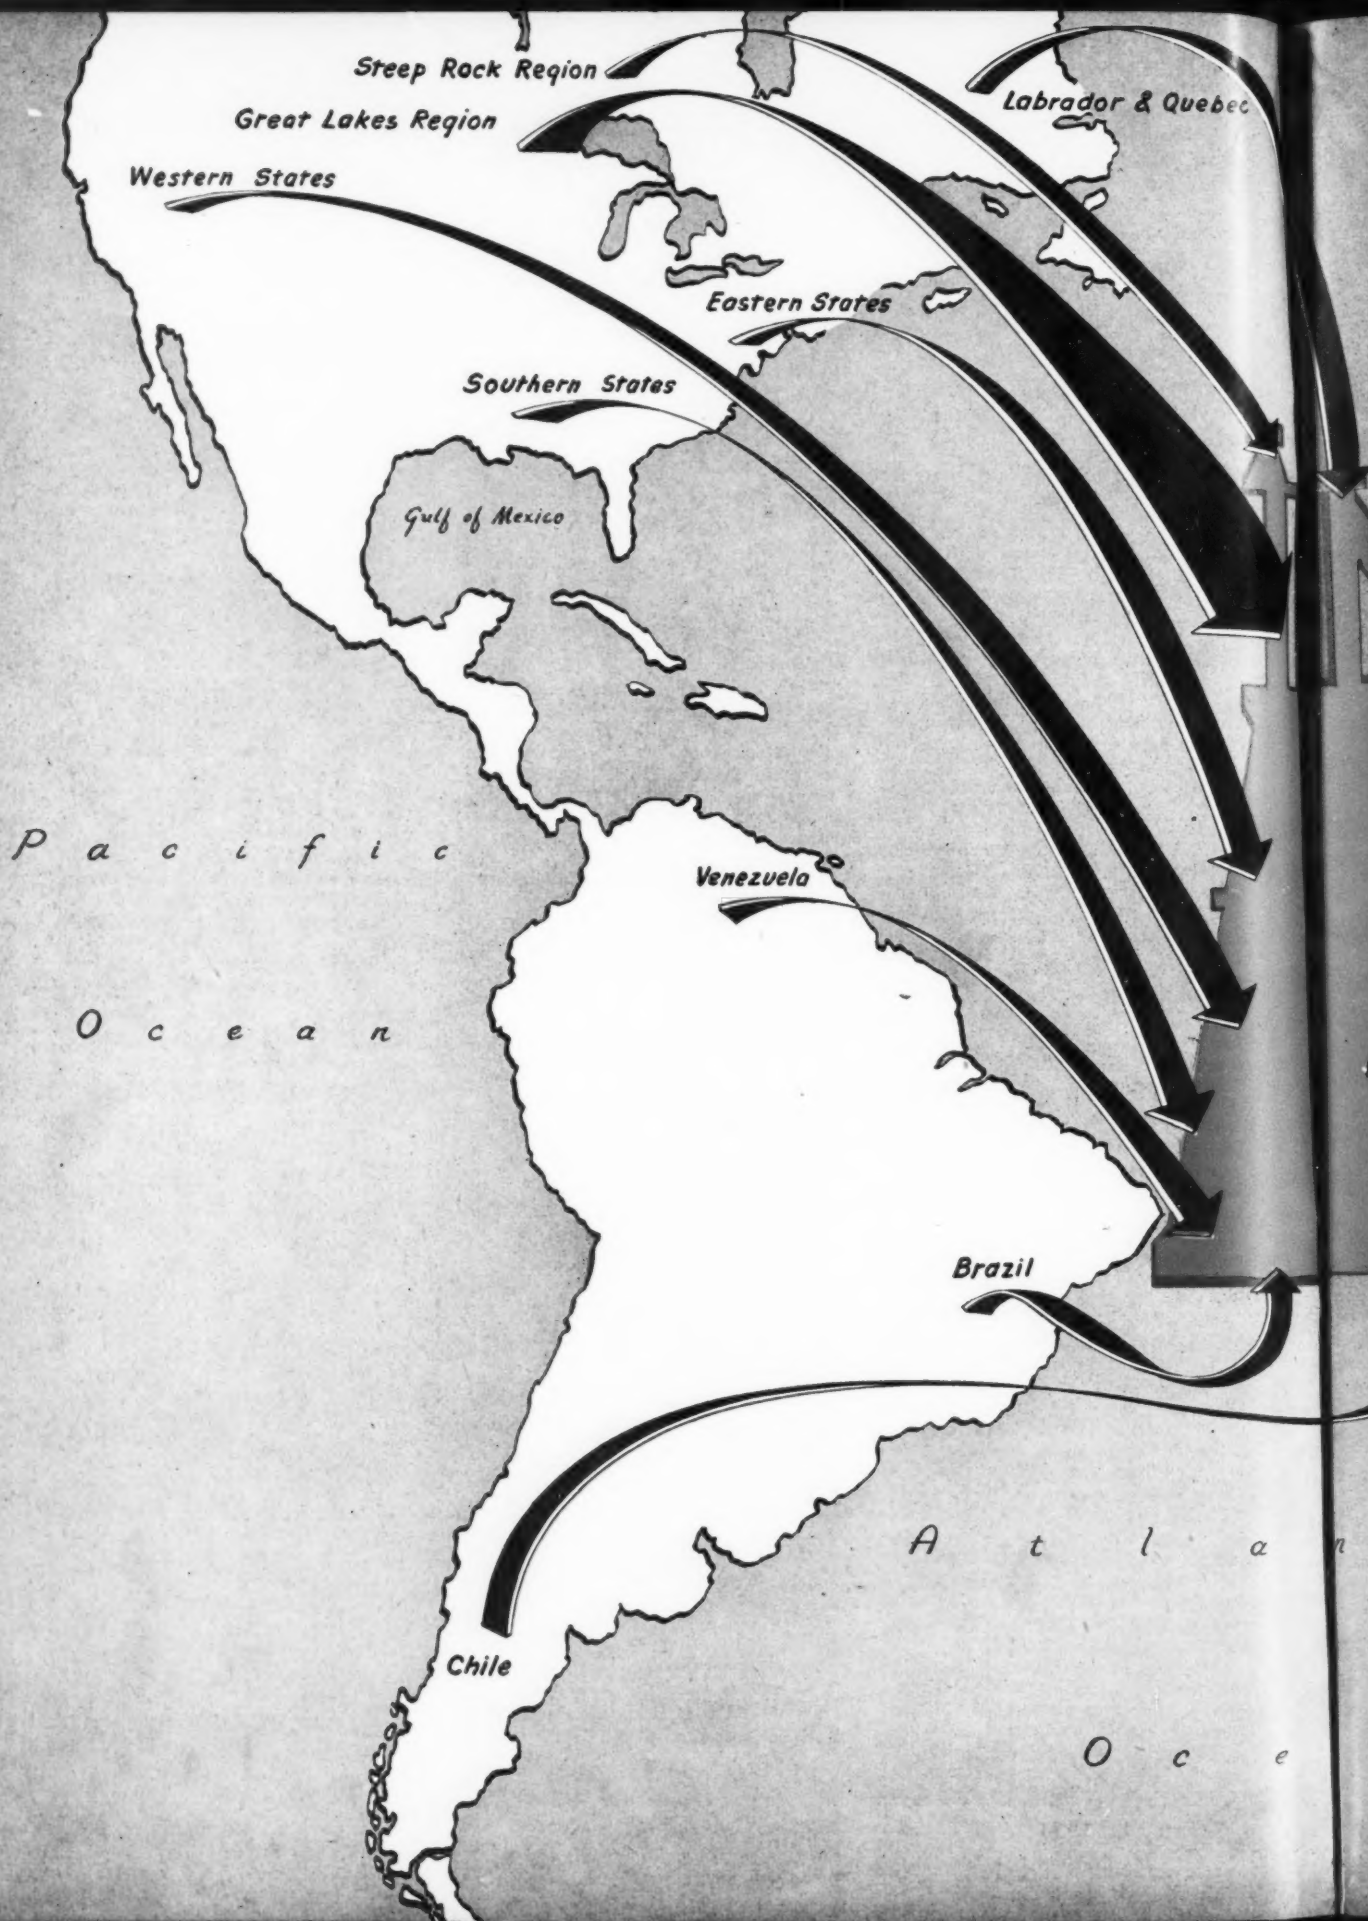 Steep Rock Region
Labrador & Quebec
Great Lakes Region
Western States
Eastern States
Southern States
Gulf of Mexico
Pacific
Venezuela
Ocean
Brazil
Atlan
Chile
Oce